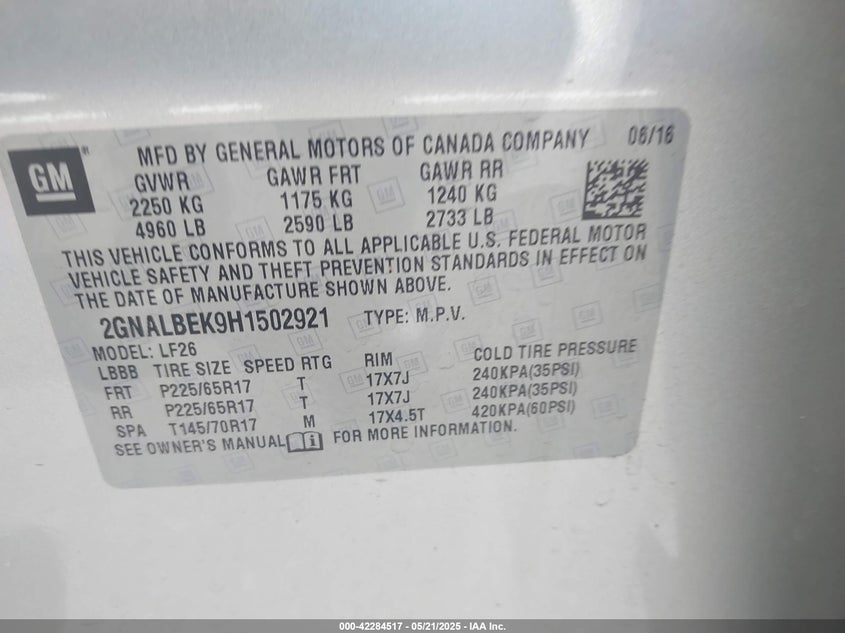 GM ® MFD BY GENERAL MOTORS OF CANADA COMPANY 06/16
GVWR GAWR FRT GAWR RR
2250 KG 1175 KG 1240 KG
4960 LB 2590 LB 2733 LB
THIS VEHICLE CONFORMS TO ALL APPLICABLE U.S. FEDERAL MOTOR
VEHICLE SAFETY AND THEFT PREVENTION STANDARDS IN EFFECT ON
THE DATE OF MANUFACTURE SHOWN ABOVE.
2GNALBEK9H1502921 TYPE: M.P.V.
MODEL: LF26
LBBB TIRE SIZE SPEED RTG RIM COLD TIRE PRESSURE
FRT P225/65R17 T 17X7J 240KPA(35PSI)
RR P225/65R17 T 17X7J 240KPA(35PSI)
SPA T145/70R17 M 17X4.5T 420KPA(60PSI)
SEE OWNER'S MANUAL FOR MORE INFORMATION.
000-42284517 - 05/21/2025 - IAA Inc.